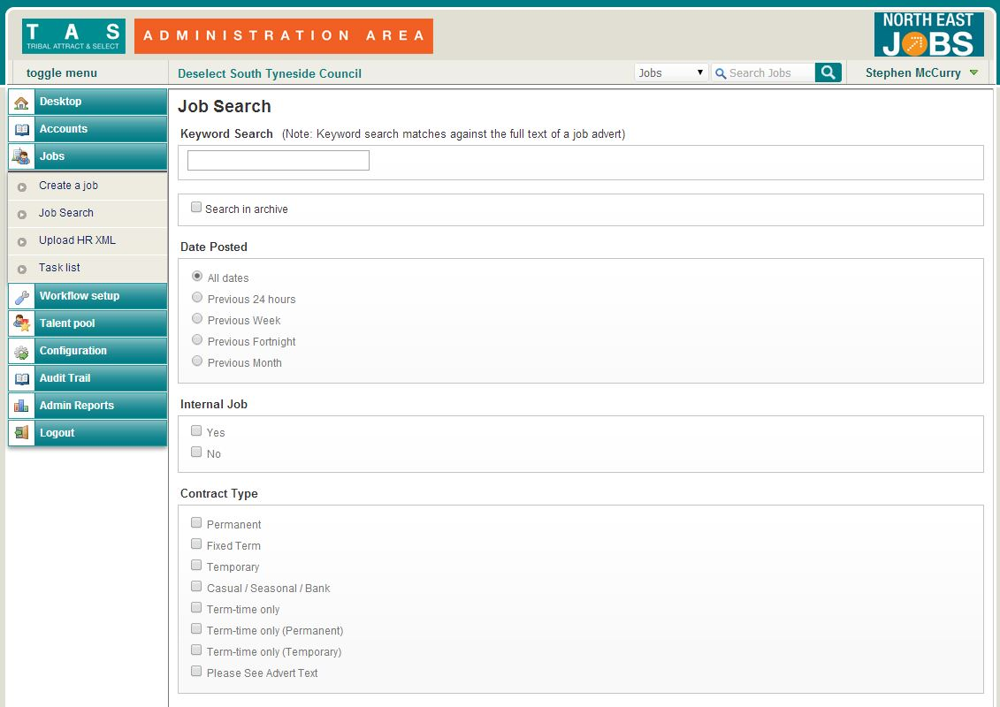 T A S
TRIBAL ATTRACT & SELECT
ADMINISTRATION AREA
NORTH EAST
JOBS
toggle menu
Deselect South Tyneside Council
Jobs
Search Jobs
Stephen McCurry
Desktop
Accounts
Jobs
Create a job
Job Search
Upload HR XML
Task list
Workflow setup
Talent pool
Configuration
Audit Trail
Admin Reports
Logout
Job Search
Keyword Search (Note: Keyword search matches against the full text of a job advert)
Search in archive
Date Posted
All dates
Previous 24 hours
Previous Week
Previous Fortnight
Previous Month
Internal Job
Yes
No
Contract Type
Permanent
Fixed Term
Temporary
Casual / Seasonal / Bank
Term-time only
Term-time only (Permanent)
Term-time only (Temporary)
Please See Advert Text